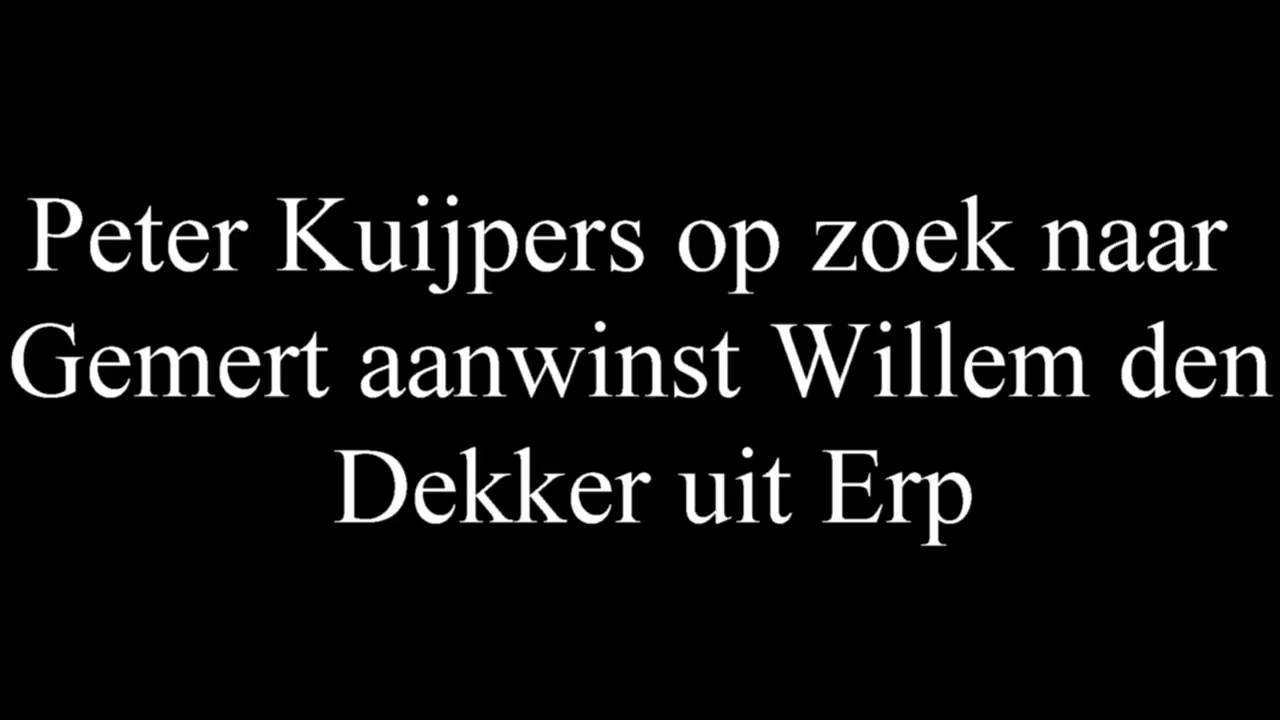 Peter Kuijpers op zoek naar
Gemert aanwinst Willem den
Dekker uit Erp